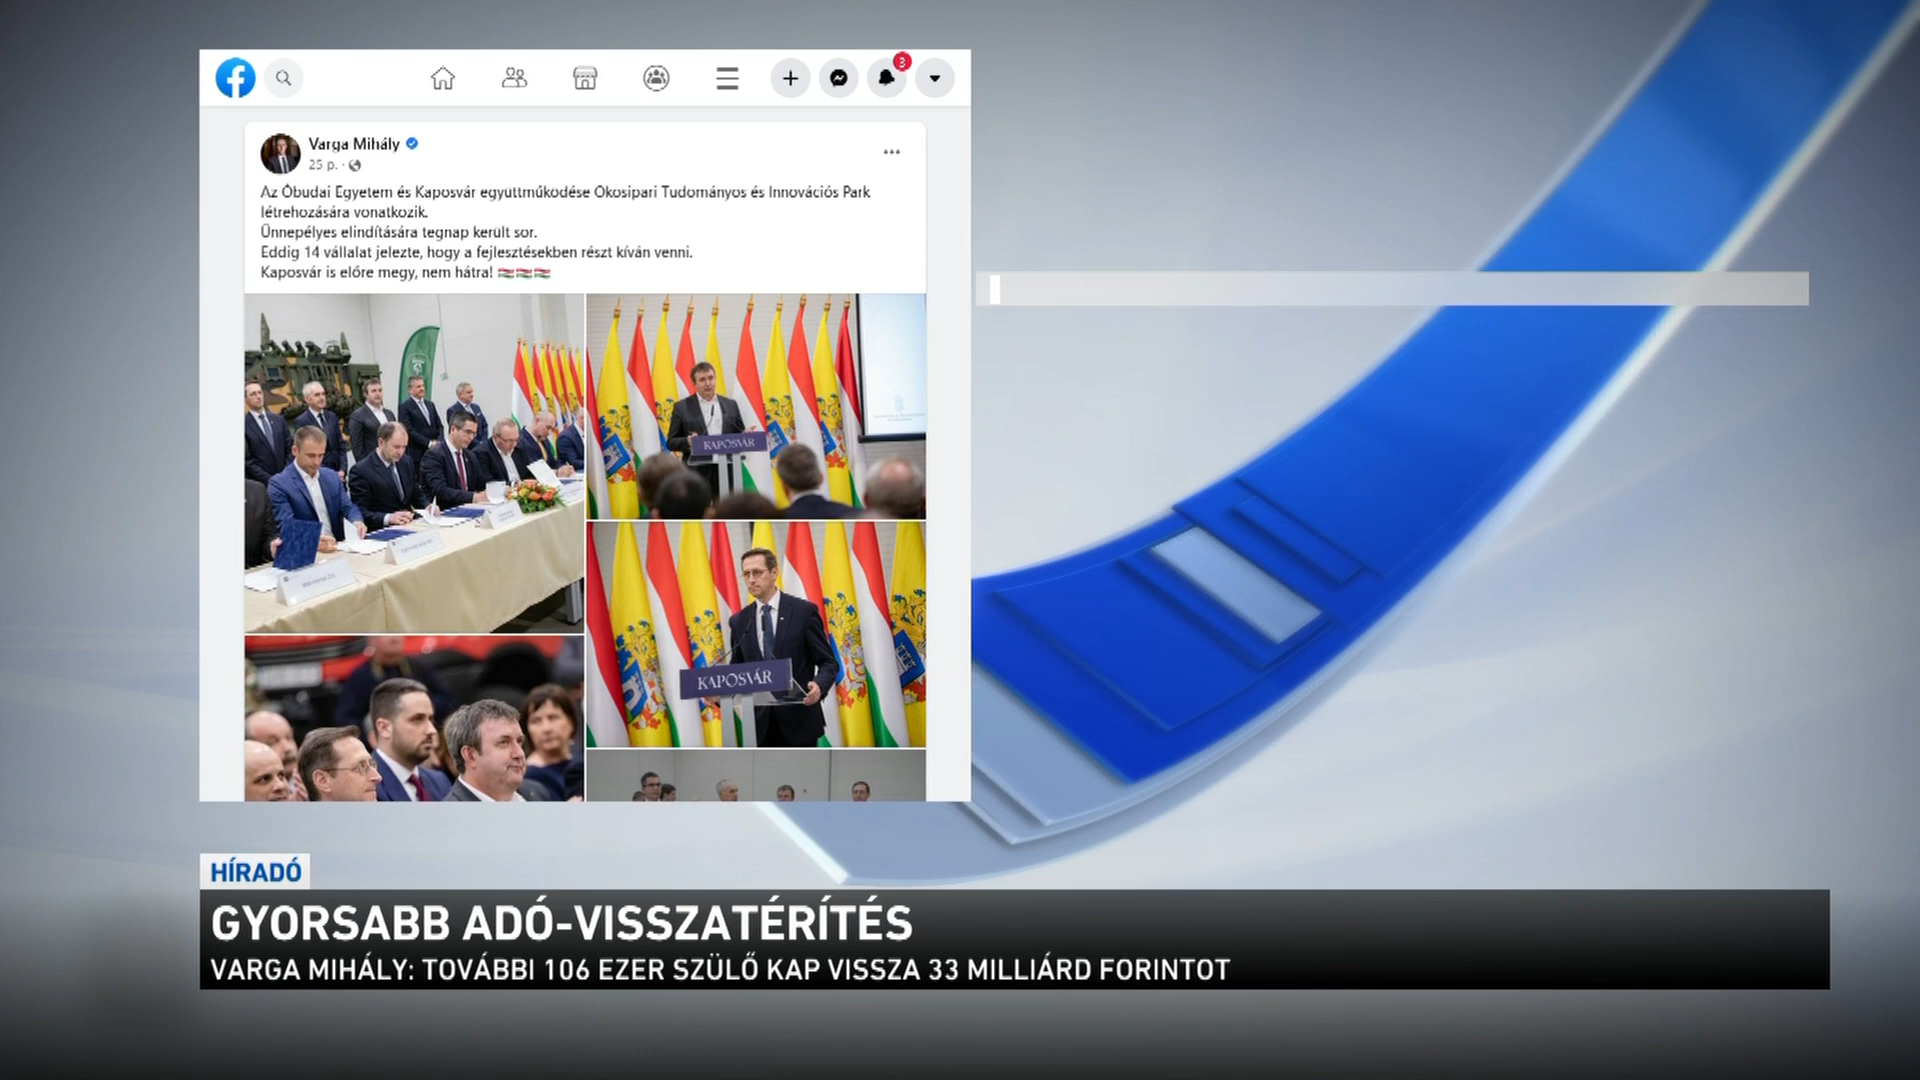 3
Varga Mihály
25 p.
Az Óbudai Egyetem és Kaposvár együttműködése Okosipari Tudományos és Innovációs Park
létrehozására vonatkozik.
Ünnepélyes elindítására tegnap került sor.
Eddig 14 vállalat jelezte, hogy a fejlesztésekben részt kíván venni.
Kaposvár is előre megy, nem hátra!
KAPOSVÁR
KAPOSVÁR
HÍRADÓ
GYORSABB ADÓ-VISSZATÉRÍTÉS
VARGA MIHÁLY: TOVÁBBI 106 EZER SZÜLŐ KAP VISSZA 33 MILLIÁRD FORINTOT